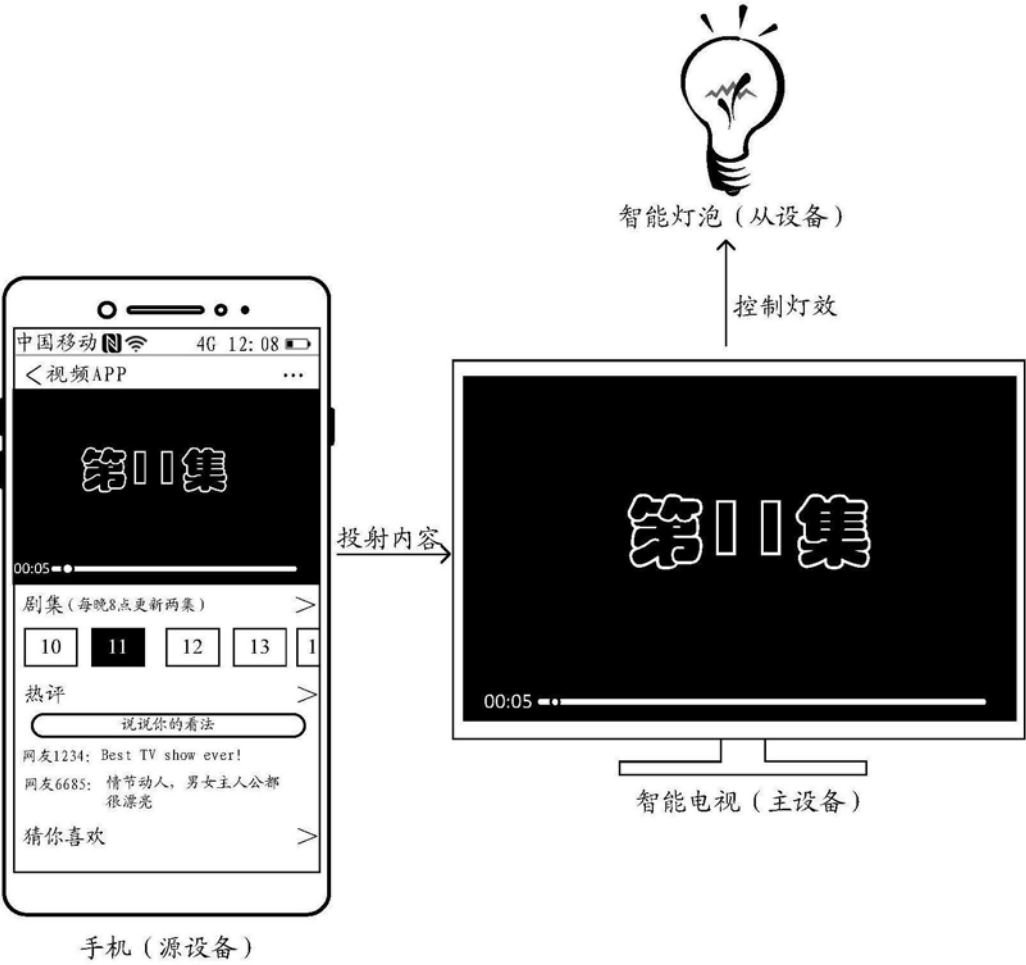 智能灯泡（从设备）
控制灯效
中国移动 4G 12:08
<视频APP ...
第11集
00:05
剧集(每晚8点更新两集) >
10 11 12 13 1
热评 >
说说你的看法
网友1234: Best TV show ever!
网友6685: 情节动人，男女主人公都
很漂亮
猜你喜欢 >
手机（源设备）
投射内容
第11集
00:05
智能电视（主设备）